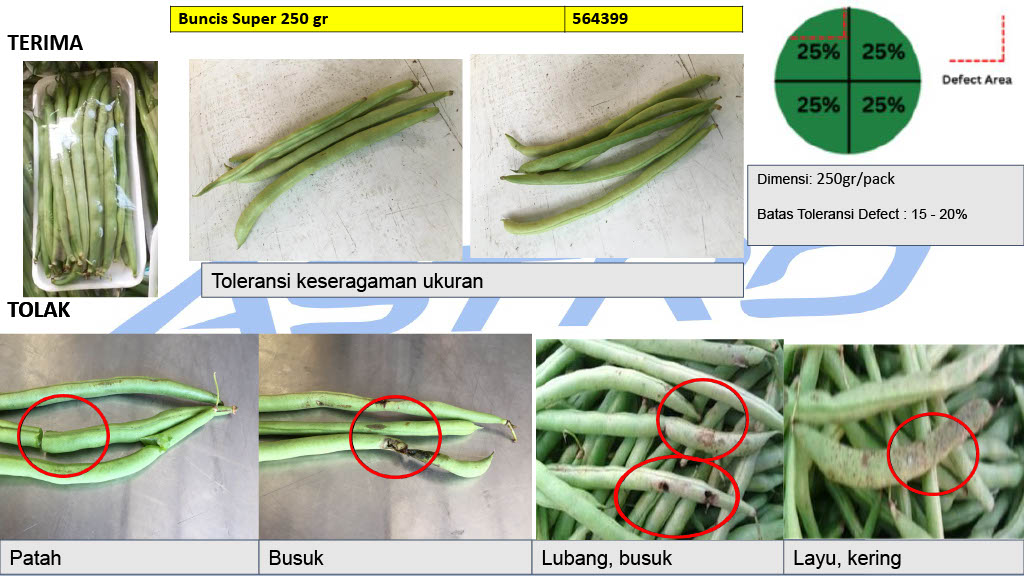 Buncis Super 250 gr 564399
TERIMA
25% 25%
25% 25%
Defect Area
Dimensi: 250gr/pack
Batas Toleransi Defect : 15 - 20%
Toleransi keseragaman ukuran
ASTRO
TOLAK
Patah
Busuk
Lubang, busuk
Layu, kering